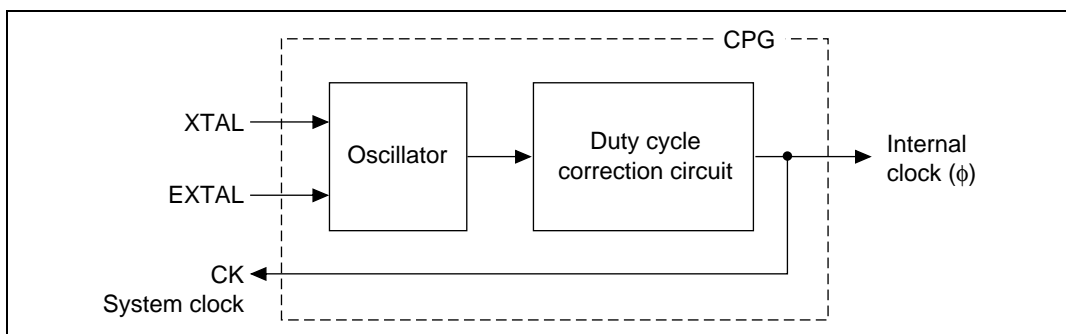 CPG
XTAL
EXTAL
Oscillator
Duty cycle
correction circuit
Internal
clock (ϕ)
CK
System clock